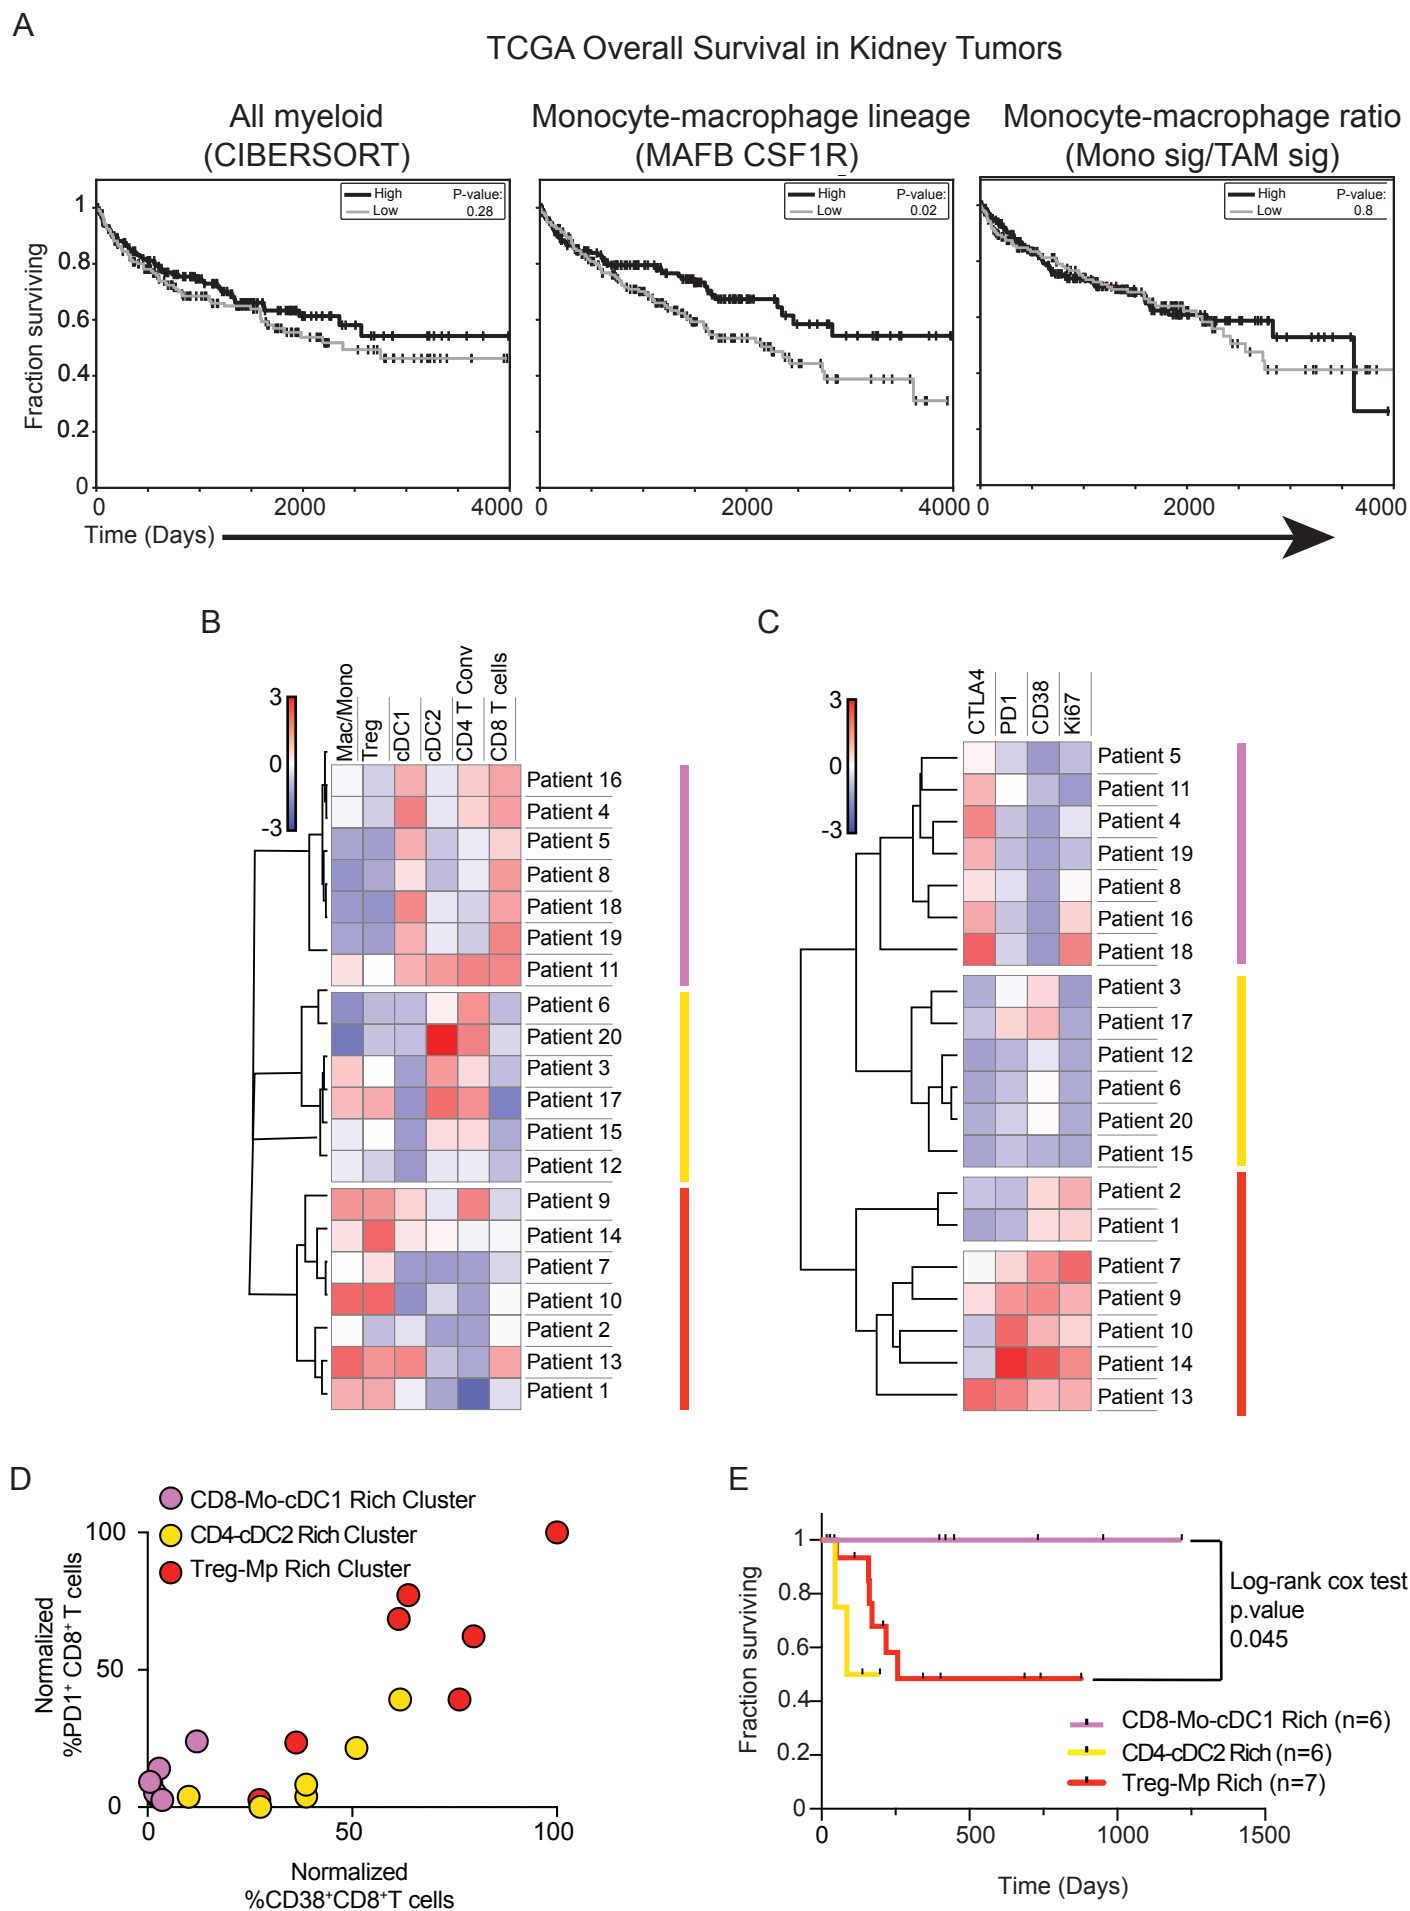 A
TCGA Overall Survival in Kidney Tumors
All myeloid
(CIBERSORT)
Monocyte-macrophage lineage
(MAFB CSF1R)
Monocyte-macrophage ratio
(Mono sig/TAM sig)
High P-value:
Low 0.28
High P-value:
Low 0.02
High P-value:
Low 0.8
Fraction surviving
1
0.8
0.6
0.4
0.2
0
0 2000 4000
0 2000 4000
0 2000 4000
Time (Days)
B
3
0
-3
Mac/Mono
Treg
cDC1
cDC2
CD4 T Conv
CD8 T cells
Patient 16
Patient 4
Patient 5
Patient 8
Patient 18
Patient 19
Patient 11
Patient 6
Patient 20
Patient 3
Patient 17
Patient 15
Patient 12
Patient 9
Patient 14
Patient 7
Patient 10
Patient 2
Patient 13
Patient 1
C
3
0
-3
CTLA4
PD1
CD38
Ki67
Patient 5
Patient 11
Patient 4
Patient 19
Patient 8
Patient 16
Patient 18
Patient 3
Patient 17
Patient 12
Patient 6
Patient 20
Patient 15
Patient 2
Patient 1
Patient 7
Patient 9
Patient 10
Patient 14
Patient 13
D
CD8-Mo-cDC1 Rich Cluster
CD4-cDC2 Rich Cluster
Treg-Mp Rich Cluster
Normalized
%PD1⁺ CD8⁺ T cells
100
50
0
0 50 100
Normalized
%CD38⁺CD8⁺T cells
E
Fraction surviving
1
0.8
0.6
0.4
0.2
0
0 500 1000 1500
Time (Days)
Log-rank cox test
p.value
0.045
CD8-Mo-cDC1 Rich (n=6)
CD4-cDC2 Rich (n=6)
Treg-Mp Rich (n=7)